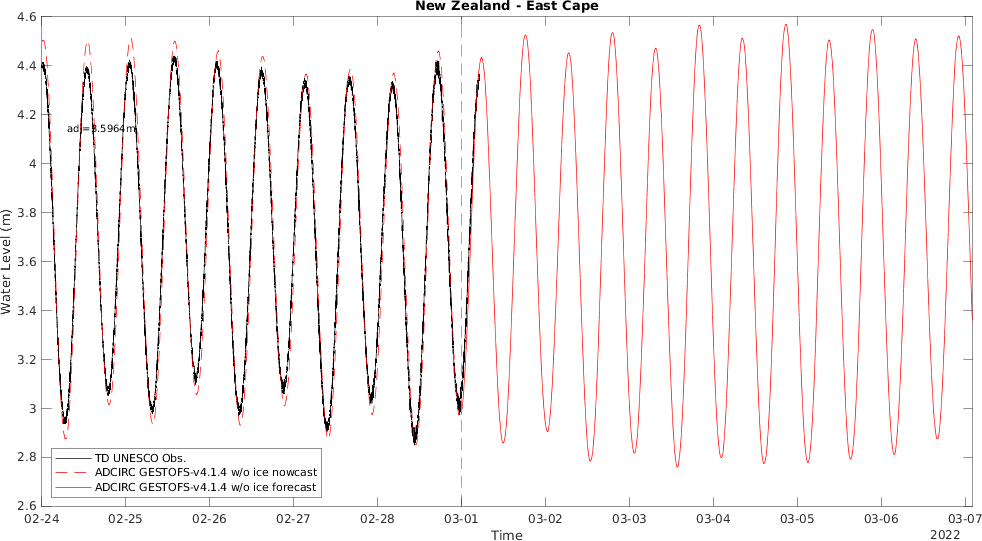 New Zealand - East Cape
4.6
4.4
4.2
4
3.8
3.6
3.4
3.2
3
2.8
2.6
Water Level (m)
adj=3.5964m
TD UNESCO Obs.
ADCIRC GESTOFS-v4.1.4 w/o ice nowcast
ADCIRC GESTOFS-v4.1.4 w/o ice forecast
02-24 02-25 02-26 02-27 02-28 03-01 03-02 03-03 03-04 03-05 03-06 03-07
Time
2022